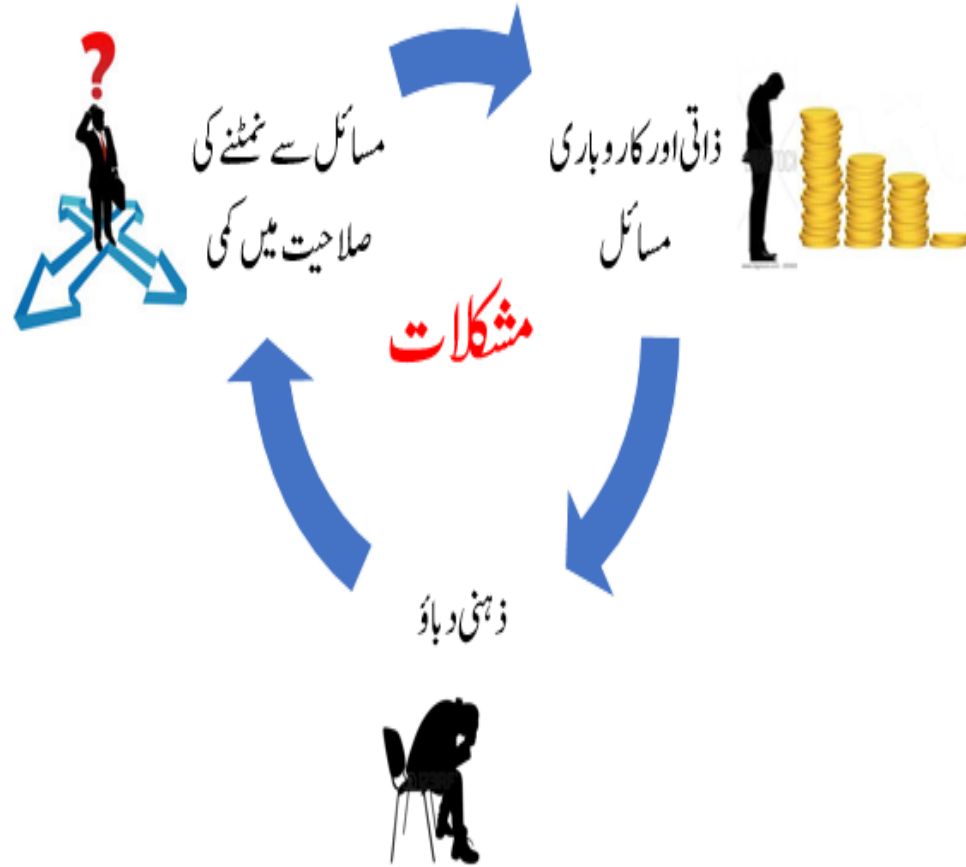 ذاتی اور کاروباری
مسائل
ذہنی دباؤ
مسائل سے نمٹنے کی
صلاحیت میں کمی
مشکلات
?